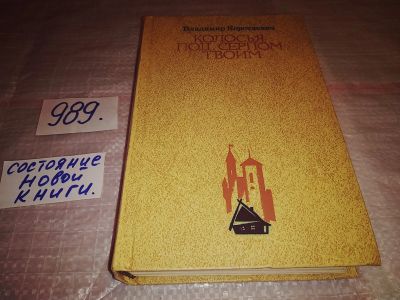 Владимир Короткевич
КОЛОСЬЯ
ПОД СЕРПОМ
ТВОИМ
989.
СОСТОЯНИЕ
НОВОЙ
КНИГИ.